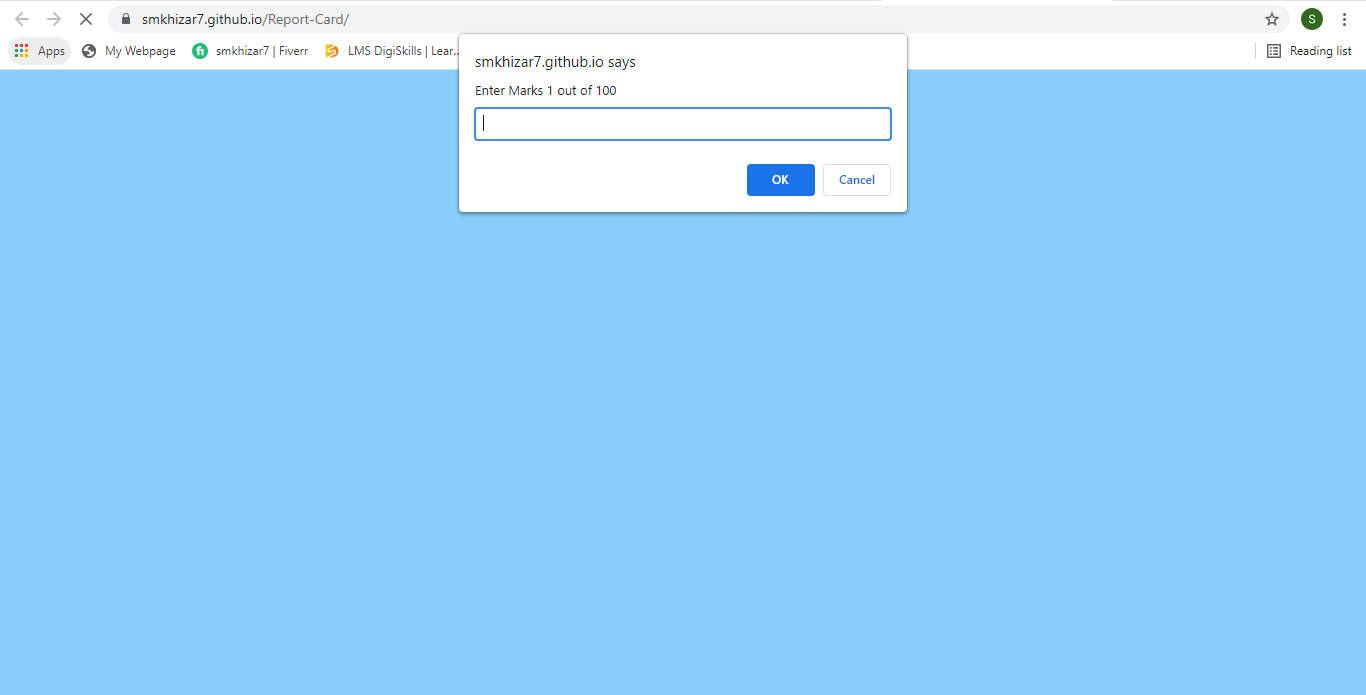 smkhizar7.github.io/Report-Card/
S
Apps
My Webpage
fi
smkhizar7 | Fiverr
LMS DigiSkills | Lear...
Reading list
smkhizar7.github.io says
Enter Marks 1 out of 100
OK
Cancel